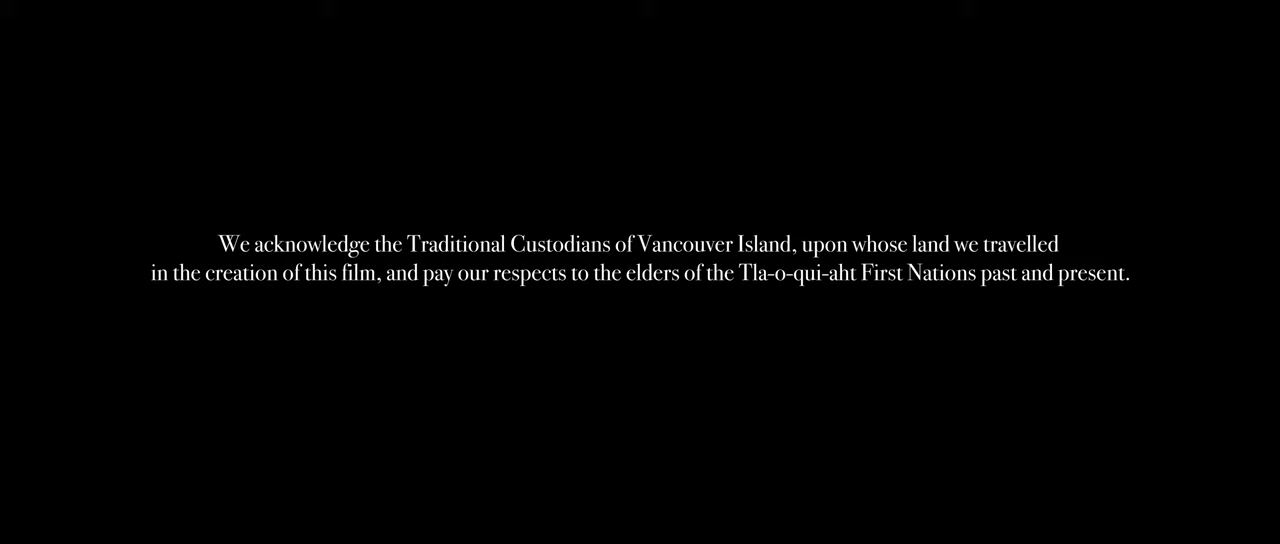 We acknowledge the Traditional Custodians of Vancouver Island, upon whose land we travelled
in the creation of this film, and pay our respects to the elders of the Tla-o-qui-aht First Nations past and present.